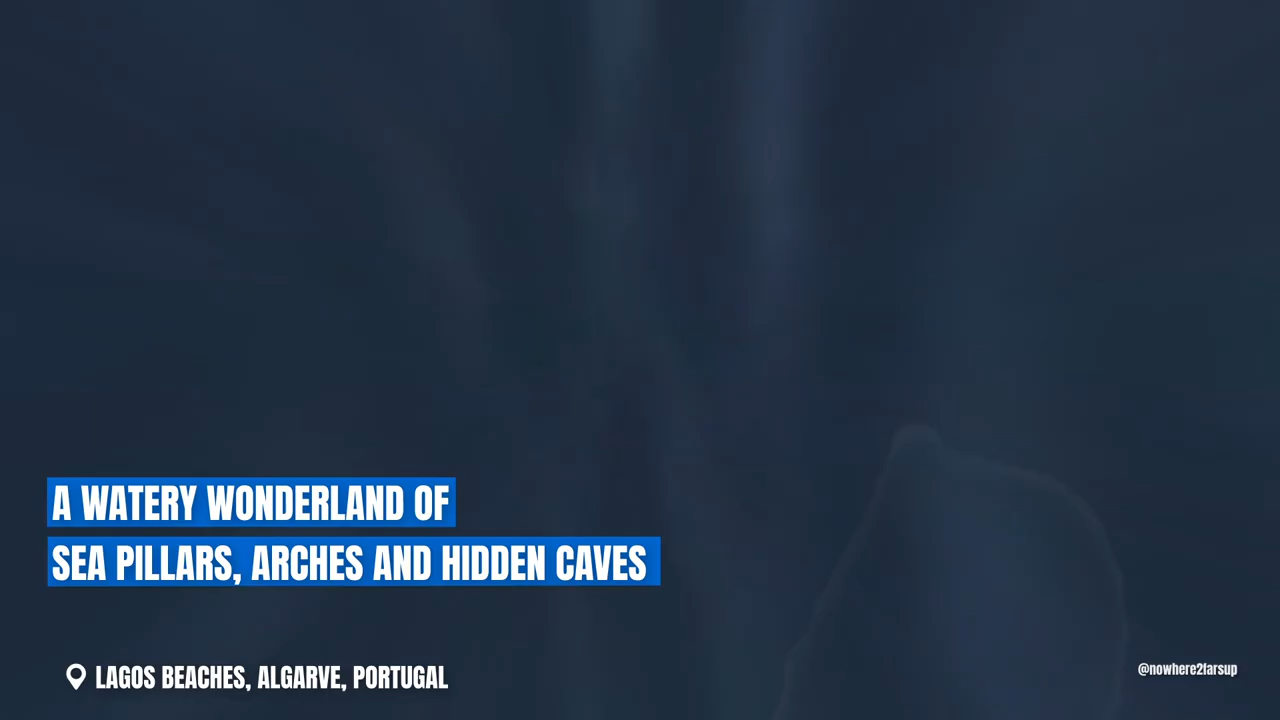 A WATERY WONDERLAND OF
SEA PILLARS, ARCHES AND HIDDEN CAVES
LAGOS BEACHES, ALGARVE, PORTUGAL
@nowhere2farsup